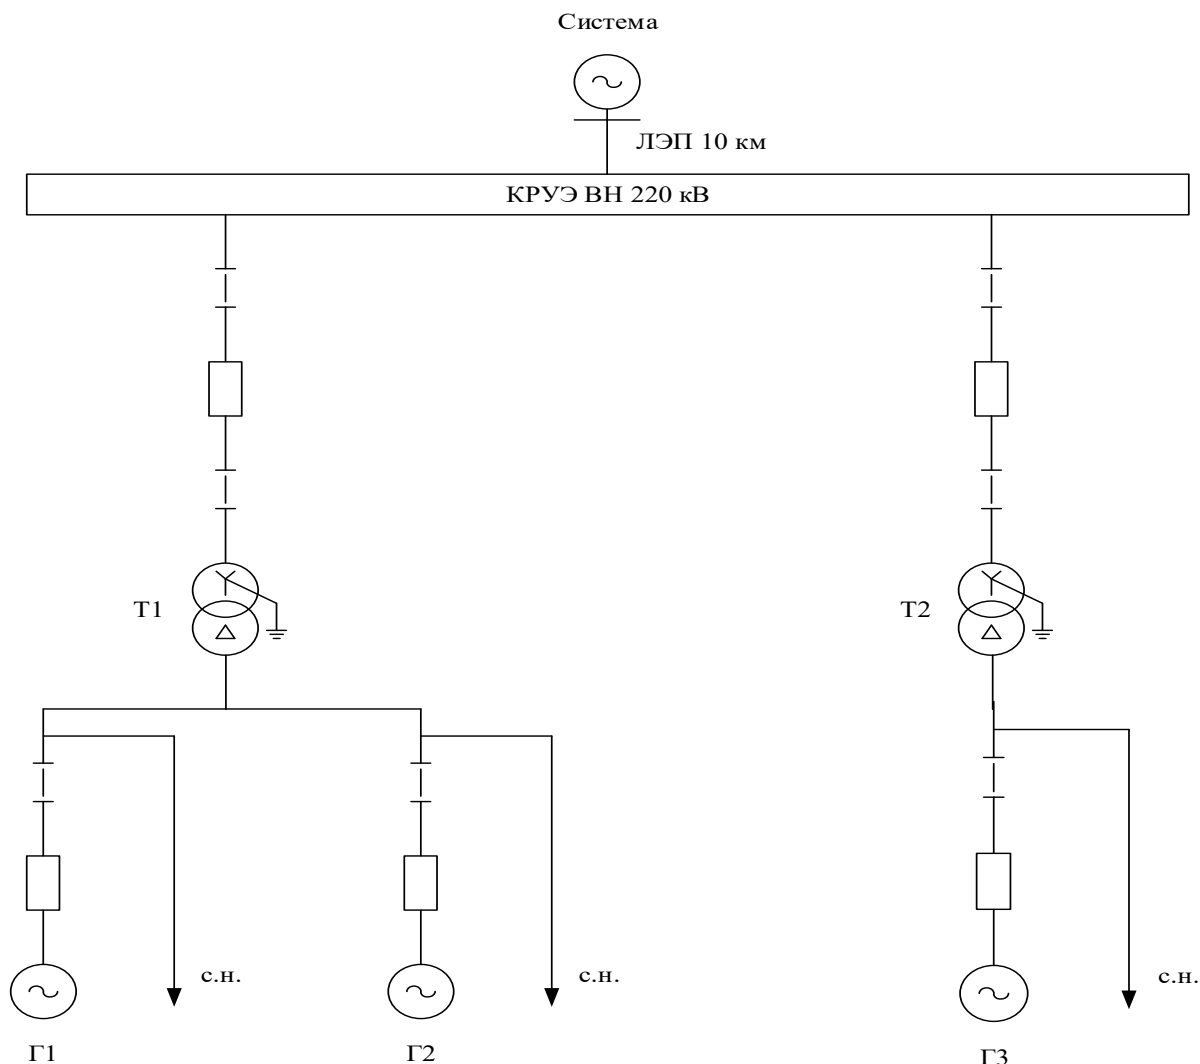 Система
ЛЭП 10 км
КРУЭ ВН 220 кВ
Т1
Т2
с.н.
с.н.
с.н.
Г1
Г2
Г3